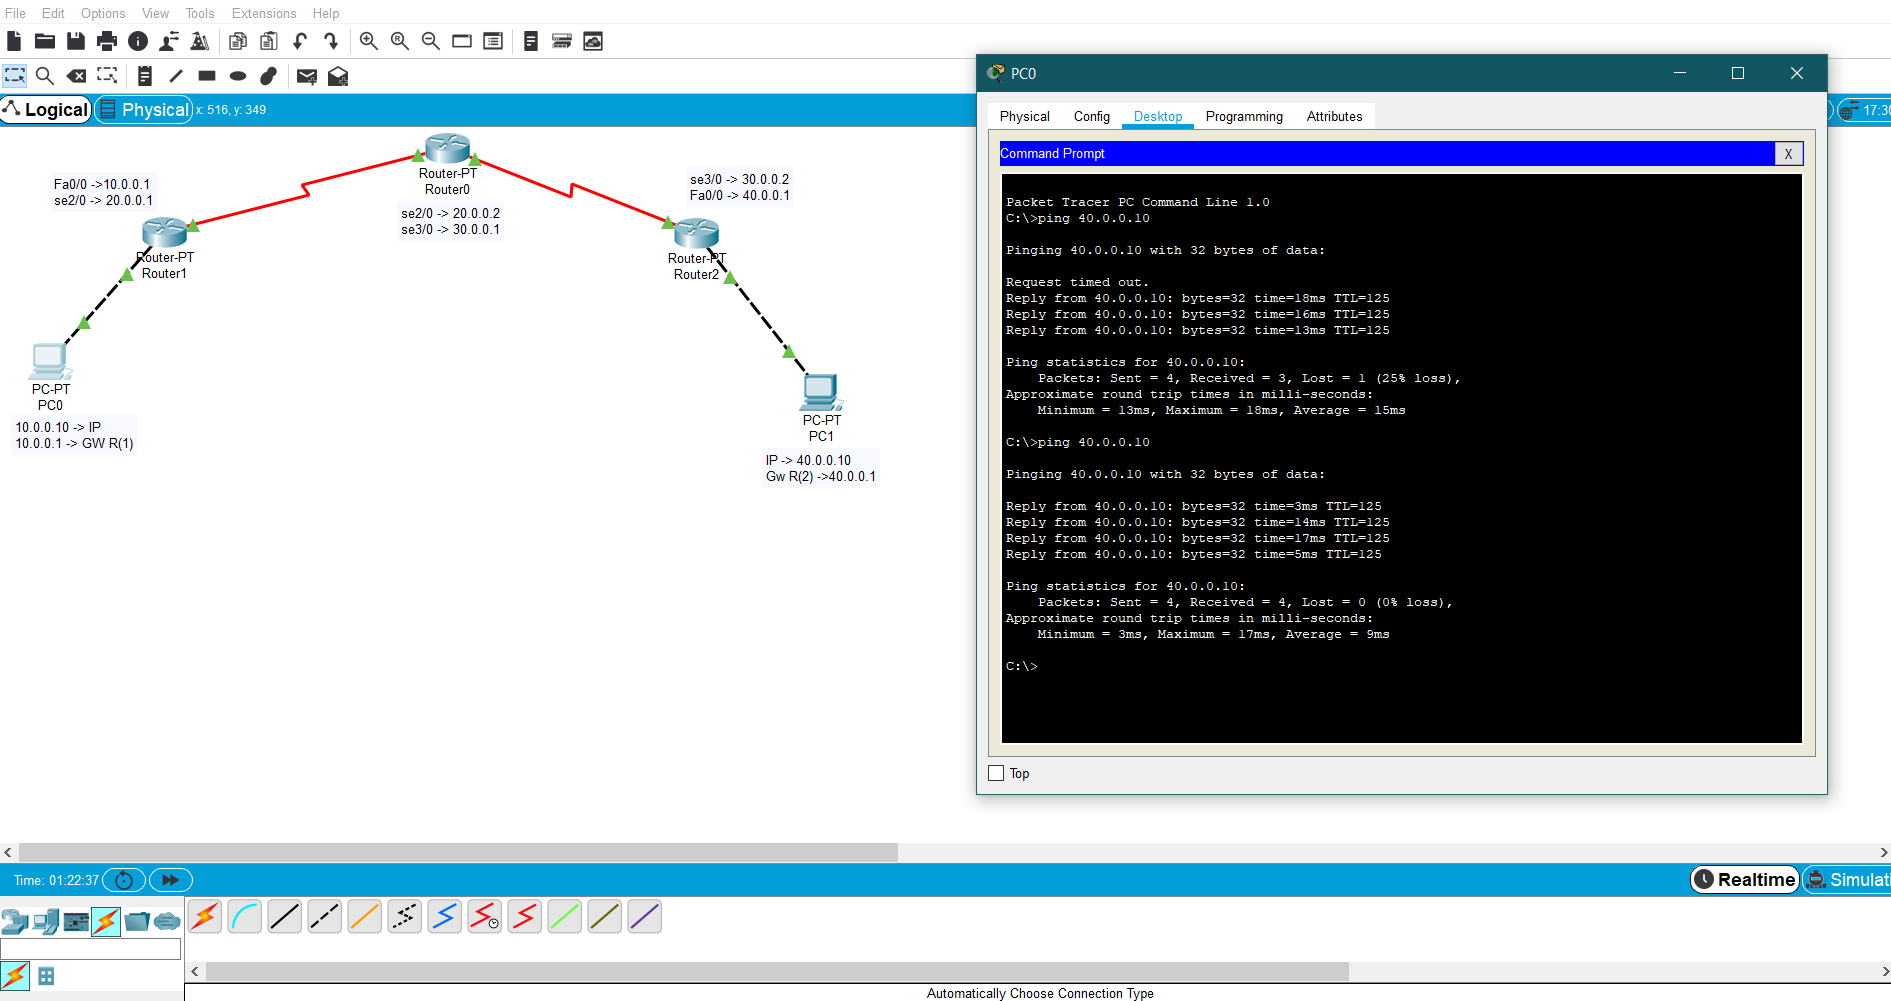 File Edit Options View Tools Extensions Help
Logical Physical x: 516, y: 349
17:30
Fa0/0 ->10.0.0.1
se2/0 -> 20.0.0.1
Router-PT
Router0
se2/0 -> 20.0.0.2
se3/0 -> 30.0.0.1
se3/0 -> 30.0.0.2
Fa0/0 -> 40.0.0.1
Router-PT
Router1
Router-PT
Router2
PC-PT
PC0
10.0.0.10 -> IP
10.0.0.1 -> GW R(1)
PC-PT
PC1
IP -> 40.0.0.10
Gw R(2) ->40.0.0.1
PC0
Physical Config Desktop Programming Attributes
Command Prompt X
Packet Tracer PC Command Line 1.0
C:\>ping 40.0.0.10
Pinging 40.0.0.10 with 32 bytes of data:
Request timed out.
Reply from 40.0.0.10: bytes=32 time=18ms TTL=125
Reply from 40.0.0.10: bytes=32 time=16ms TTL=125
Reply from 40.0.0.10: bytes=32 time=13ms TTL=125
Ping statistics for 40.0.0.10:
Packets: Sent = 4, Received = 3, Lost = 1 (25% loss),
Approximate round trip times in milli-seconds:
Minimum = 13ms, Maximum = 18ms, Average = 15ms
C:\>ping 40.0.0.10
Pinging 40.0.0.10 with 32 bytes of data:
Reply from 40.0.0.10: bytes=32 time=3ms TTL=125
Reply from 40.0.0.10: bytes=32 time=14ms TTL=125
Reply from 40.0.0.10: bytes=32 time=17ms TTL=125
Reply from 40.0.0.10: bytes=32 time=5ms TTL=125
Ping statistics for 40.0.0.10:
Packets: Sent = 4, Received = 4, Lost = 0 (0% loss),
Approximate round trip times in milli-seconds:
Minimum = 3ms, Maximum = 17ms, Average = 9ms
C:\>
Top
Time: 01:22:37
Realtime Simulati
Automatically Choose Connection Type